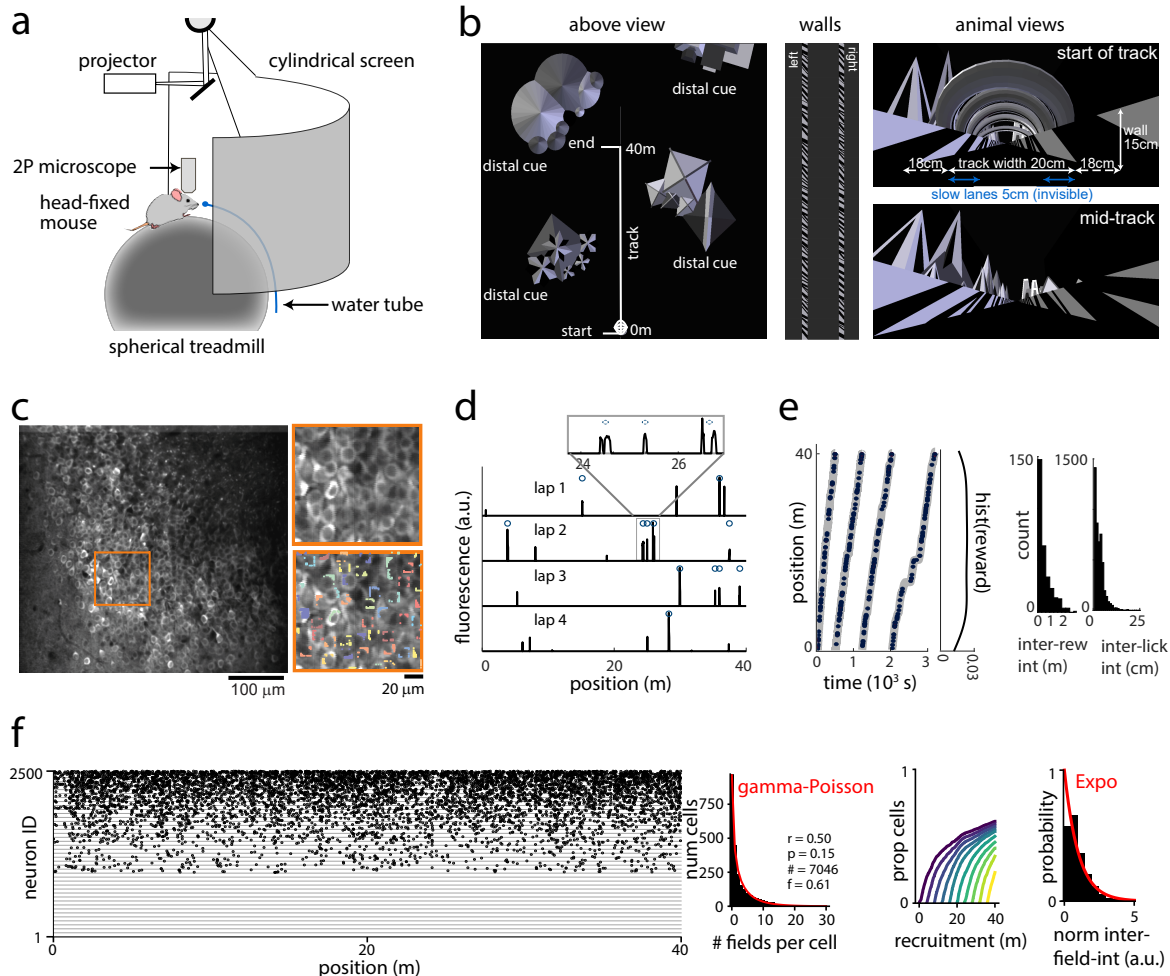 a
projector
cylindrical screen
2P microscope
head-fixed
mouse
water tube
spherical treadmill
b
above view
walls
animal views
distal cue
end
40m
distal cue
distal cue
distal cue
track
start
0m
left
right
start of track
wall
15cm
18cm
track width 20cm
18cm
slow lanes 5cm (invisible)
mid-track
c
100 μm
20 μm
d
24
26
lap 1
lap 2
lap 3
lap 4
fluorescence (a.u.)
0
20
40
position (m)
e
40
0
position (m)
0
1
2
3
time (10³ s)
hist(reward)
0
0.03
150
0
count
0
1
2
inter-rew
int (m)
1500
0
0
25
inter-lick
int (cm)
f
2500
1
neuron ID
0
20
40
position (m)
gamma-Poisson
num cells
750
500
250
0
r = 0.50
p = 0.15
# = 7046
f = 0.61
0
10
20
30
# fields per cell
1
0
prop cells
0
20
40
recruitment (m)
Expo
1
0
probability
0
5
norm inter-
field-int (a.u.)